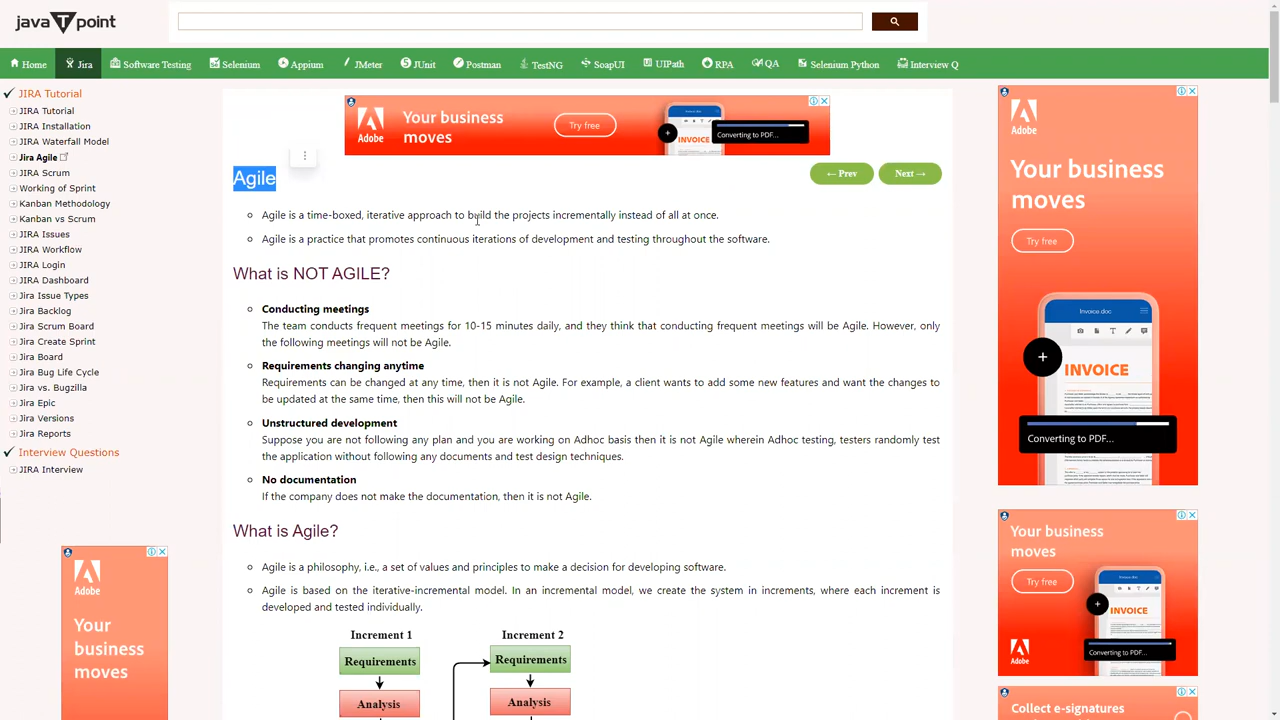 javaTpoint
Home
Jira
Software Testing
Selenium
Appium
JMeter
JUnit
Postman
TestNG
SoapUI
UIPath
RPA
QA
Selenium Python
Interview Q
JIRA Tutorial
JIRA Tutorial
JIRA Installation
JIRA Waterfall Model
Jira Agile
JIRA Scrum
Working of Sprint
Kanban Methodology
Kanban vs Scrum
JIRA Issues
JIRA Workflow
JIRA Login
JIRA Dashboard
Jira Issue Types
Jira Backlog
Jira Scrum Board
Jira Create Sprint
Jira Board
Jira Bug Life Cycle
Jira vs. Bugzilla
Jira Epic
Jira Versions
Jira Reports
Interview Questions
JIRA Interview
Adobe
Your
business
moves
Adobe
Your business
moves
Try free
INVOICE
Converting to PDF...
Agile
← Prev
Next →
Agile is a time-boxed, iterative approach to build the projects incrementally instead of all at once.
Agile is a practice that promotes continuous iterations of development and testing throughout the software.
What is NOT AGILE?
Conducting meetings
The team conducts frequent meetings for 10-15 minutes daily, and they think that conducting frequent meetings will be Agile. However, only
the following meetings will not be Agile.
Requirements changing anytime
Requirements can be changed at any time, then it is not Agile. For example, a client wants to add some new features and want the changes to
be updated at the same time, then this will not be Agile.
Unstructured development
Suppose you are not following any plan and you are working on Adhoc basis then it is not Agile wherein Adhoc testing, testers randomly test
the application without following any documents and test design techniques.
No documentation
If the company does not make the documentation, then it is not Agile.
What is Agile?
Agile is a philosophy, i.e., a set of values and principles to make a decision for developing software.
Agile is based on the iterative-incremental model. In an incremental model, we create the system in increments, where each increment is
developed and tested individually.
Increment 1
Increment 2
Requirements
Requirements
Analysis
Analysis
Adobe
Your business
moves
Try free
Invoice.doc
INVOICE
Converting to PDF...
Your business
moves
Try free
INVOICE
Adobe
Converting to PDF...
Collect e-signatures